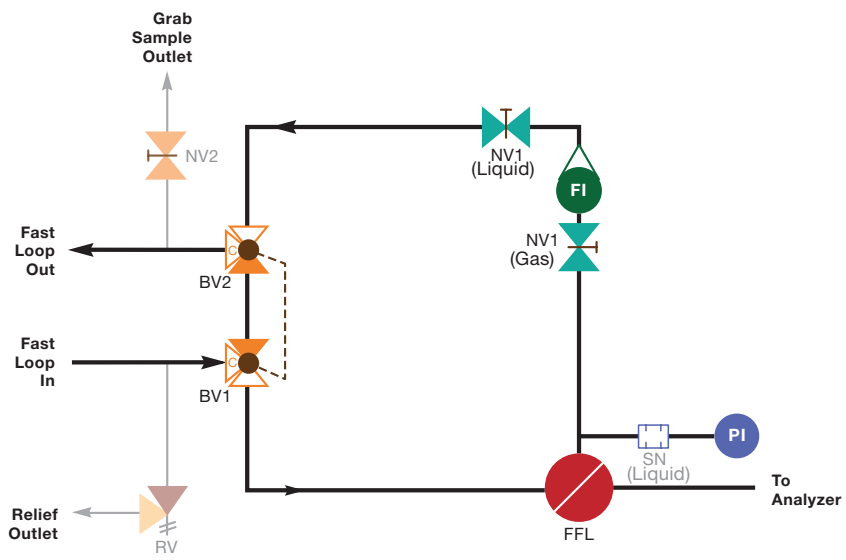 Grab
Sample
Outlet
NV2
NV1
(Liquid)
FI
NV1
(Gas)
Fast
Loop
Out
C
BV2
Fast
Loop
In
C
BV1
PI
SN
(Liquid)
To
Analyzer
FFL
Relief
Outlet
RV